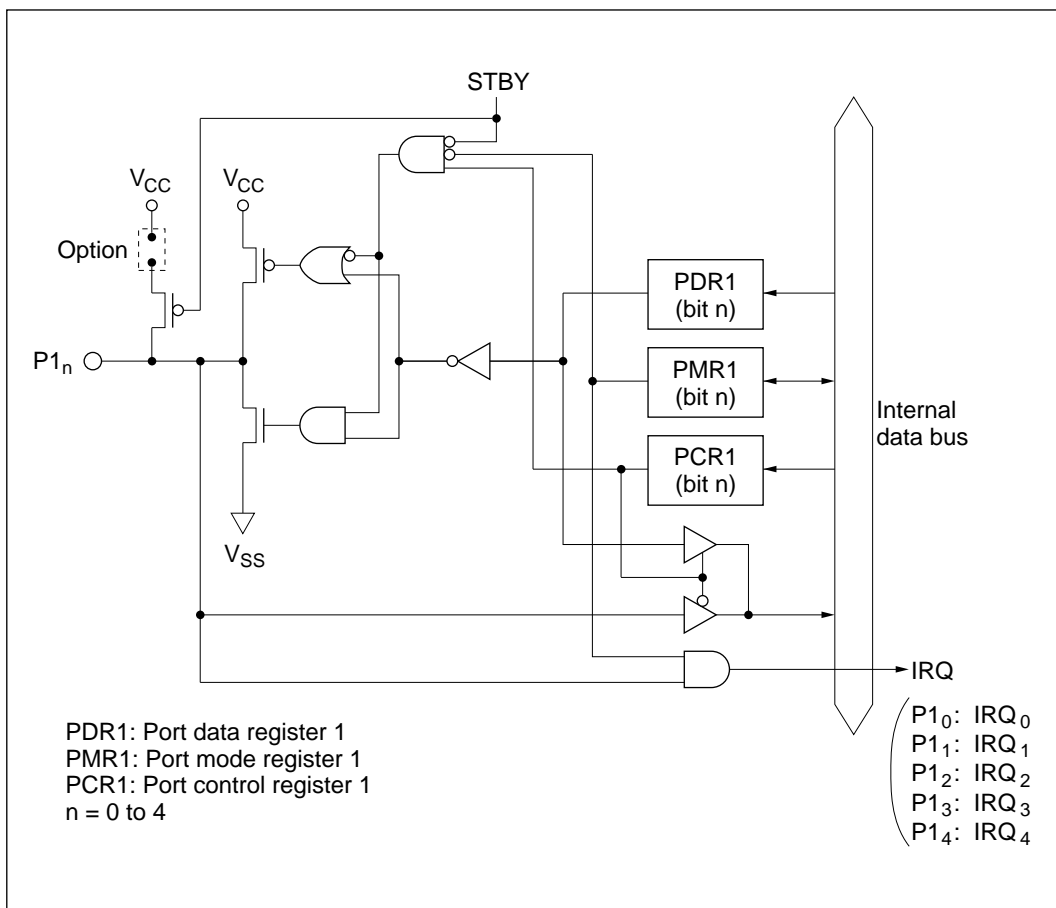 STBY
VCC
VCC
Option
PDR1
(bit n)
P1n
PMR1
(bit n)
Internal
data bus
PCR1
(bit n)
VSS
IRQ
PDR1: Port data register 1
PMR1: Port mode register 1
PCR1: Port control register 1
n = 0 to 4
P10: IRQ0
P11: IRQ1
P12: IRQ2
P13: IRQ3
P14: IRQ4